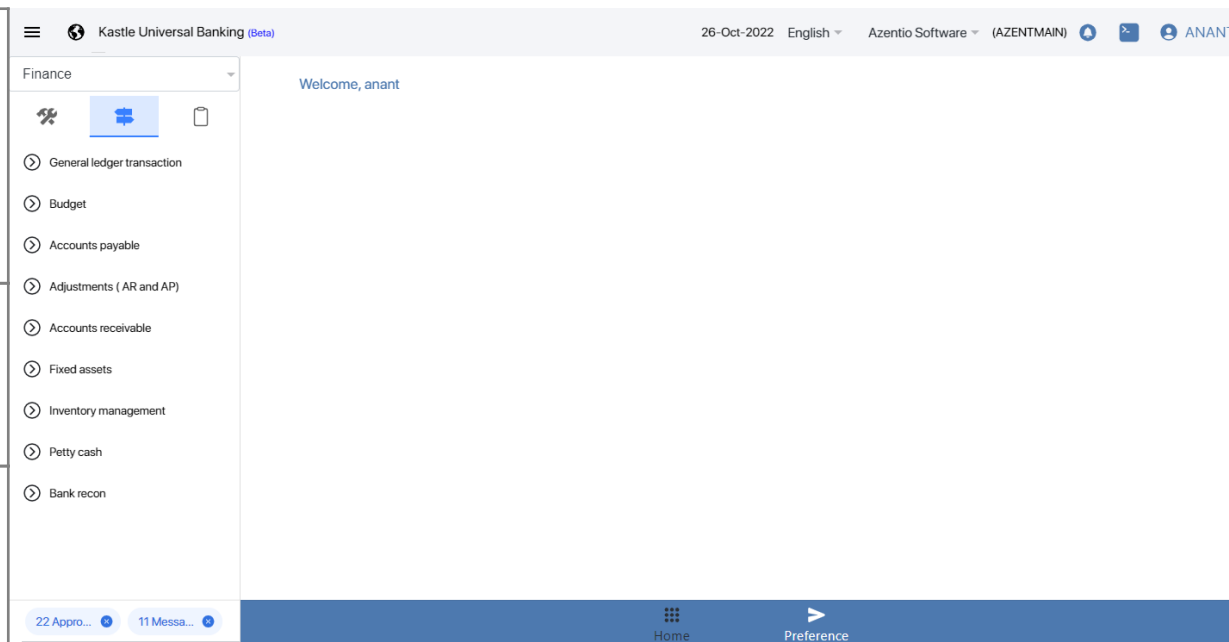 Kastle Universal Banking (Beta)
26-Oct-2022 English Azentio Software (AZENTMAIN) ANANT
Finance
Welcome, anant
General ledger transaction
Budget
Accounts payable
Adjustments ( AR and AP)
Accounts receivable
Fixed assets
Inventory management
Petty cash
Bank recon
22 Appro... 11 Messa...
Home Preference